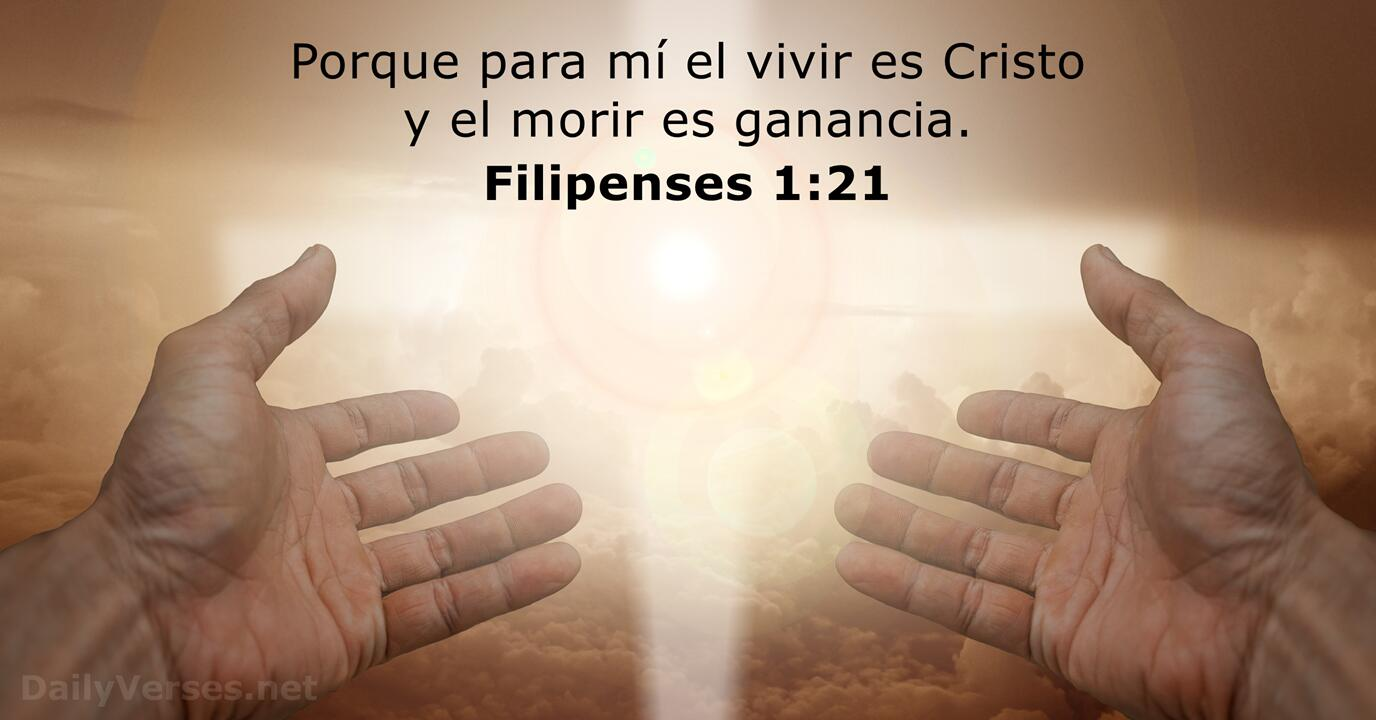 Porque para mí el vivir es Cristo
y el morir es ganancia.
Filipenses 1:21
DailyVerses.net